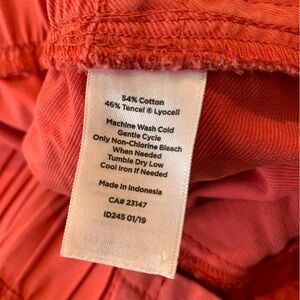 54% Cotton
46% Tencel ® Lyocell
Machine Wash Cold
Gentle Cycle
Only Non-Chlorine Bleach
When Needed
Tumble Dry Low
Cool Iron If Needed
Made in Indonesia
CA# 23147
ID245 01/19